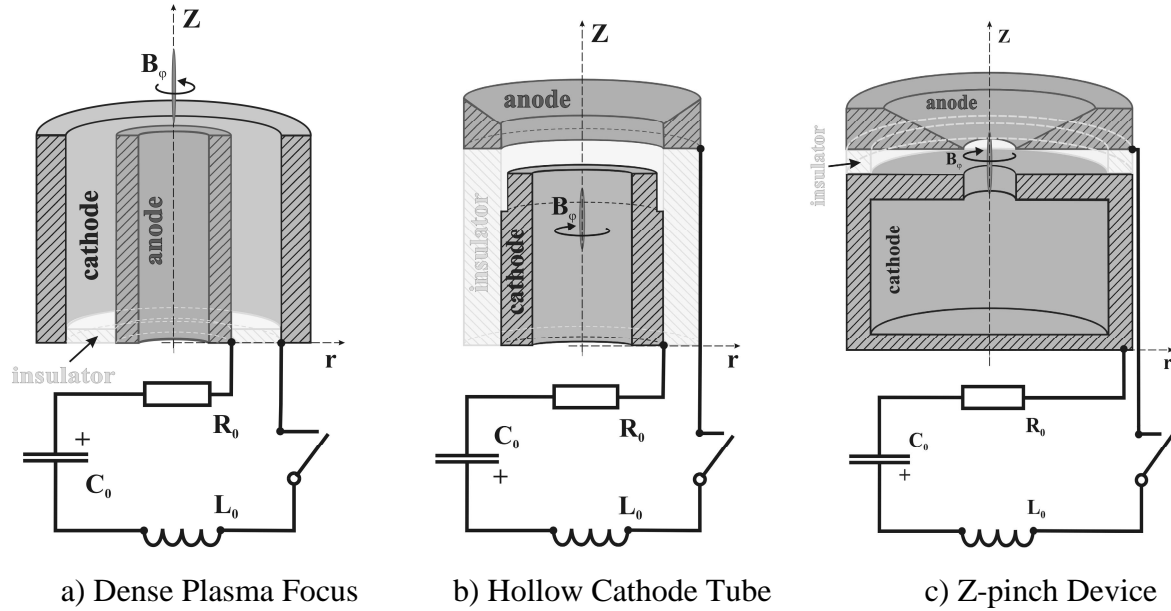 Z
B_φ
cathode
anode
insulator
r
R₀
+
C₀
L₀
a) Dense Plasma Focus
Z
anode
insulator
cathode
B_φ
r
R₀
C₀
+
L₀
b) Hollow Cathode Tube
Z
anode
insulator
B_φ
cathode
r
R₀
C₀
+
L₀
c) Z-pinch Device